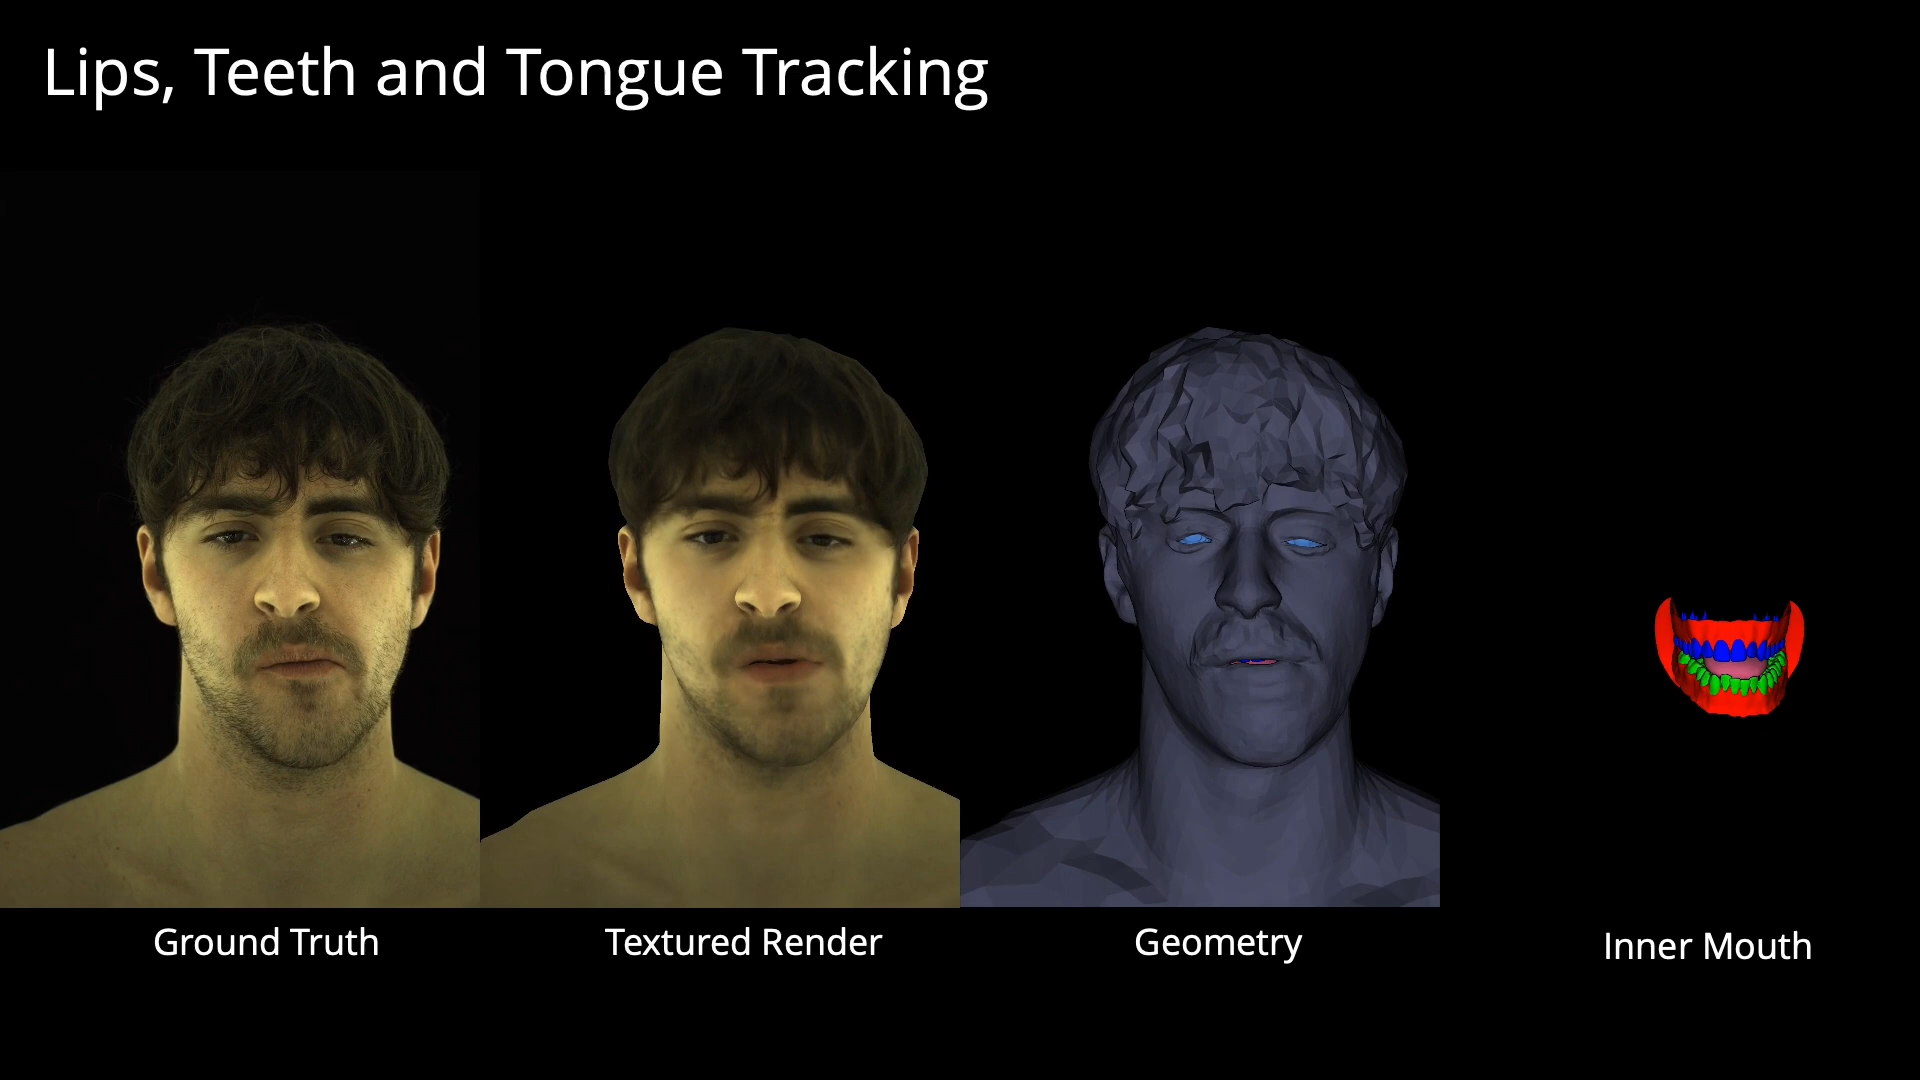 Lips, Teeth and Tongue Tracking
Ground Truth
Textured Render
Geometry
Inner Mouth